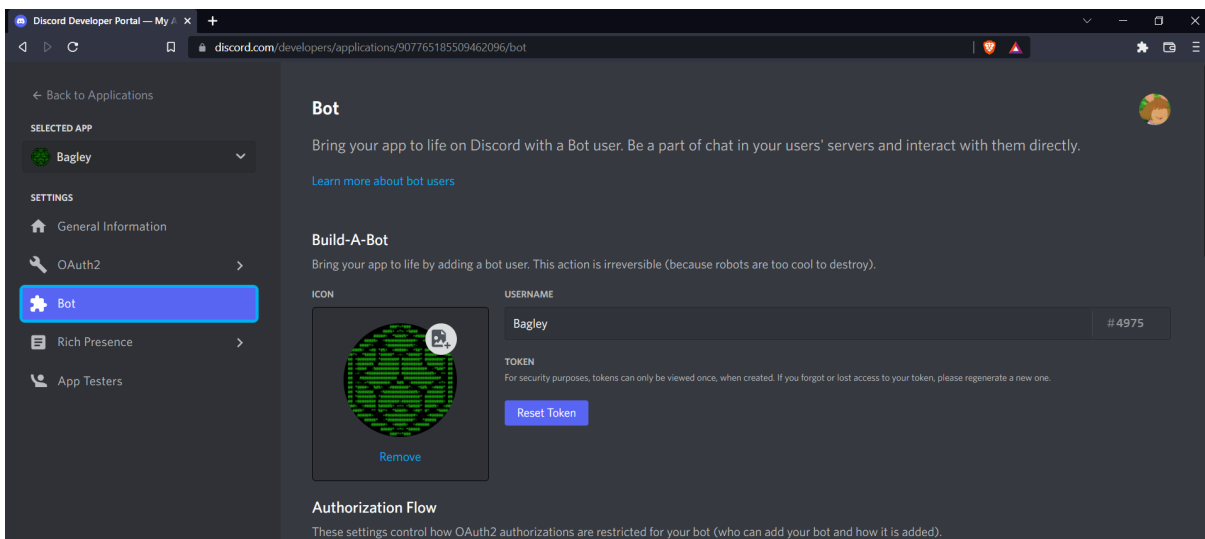 Discord Developer Portal — My A
discord.com/developers/applications/907765185509462096/bot
← Back to Applications
SELECTED APP
Bagley
SETTINGS
General Information
OAuth2
Bot
Rich Presence
App Testers
Bot
Bring your app to life on Discord with a Bot user. Be a part of chat in your users' servers and interact with them directly.
Learn more about bot users
Build-A-Bot
Bring your app to life by adding a bot user. This action is irreversible (because robots are too cool to destroy).
ICON
USERNAME
Bagley
#4975
TOKEN
For security purposes, tokens can only be viewed once, when created. If you forgot or lost access to your token, please regenerate a new one.
Reset Token
Remove
Authorization Flow
These settings control how OAuth2 authorizations are restricted for your bot (who can add your bot and how it is added).